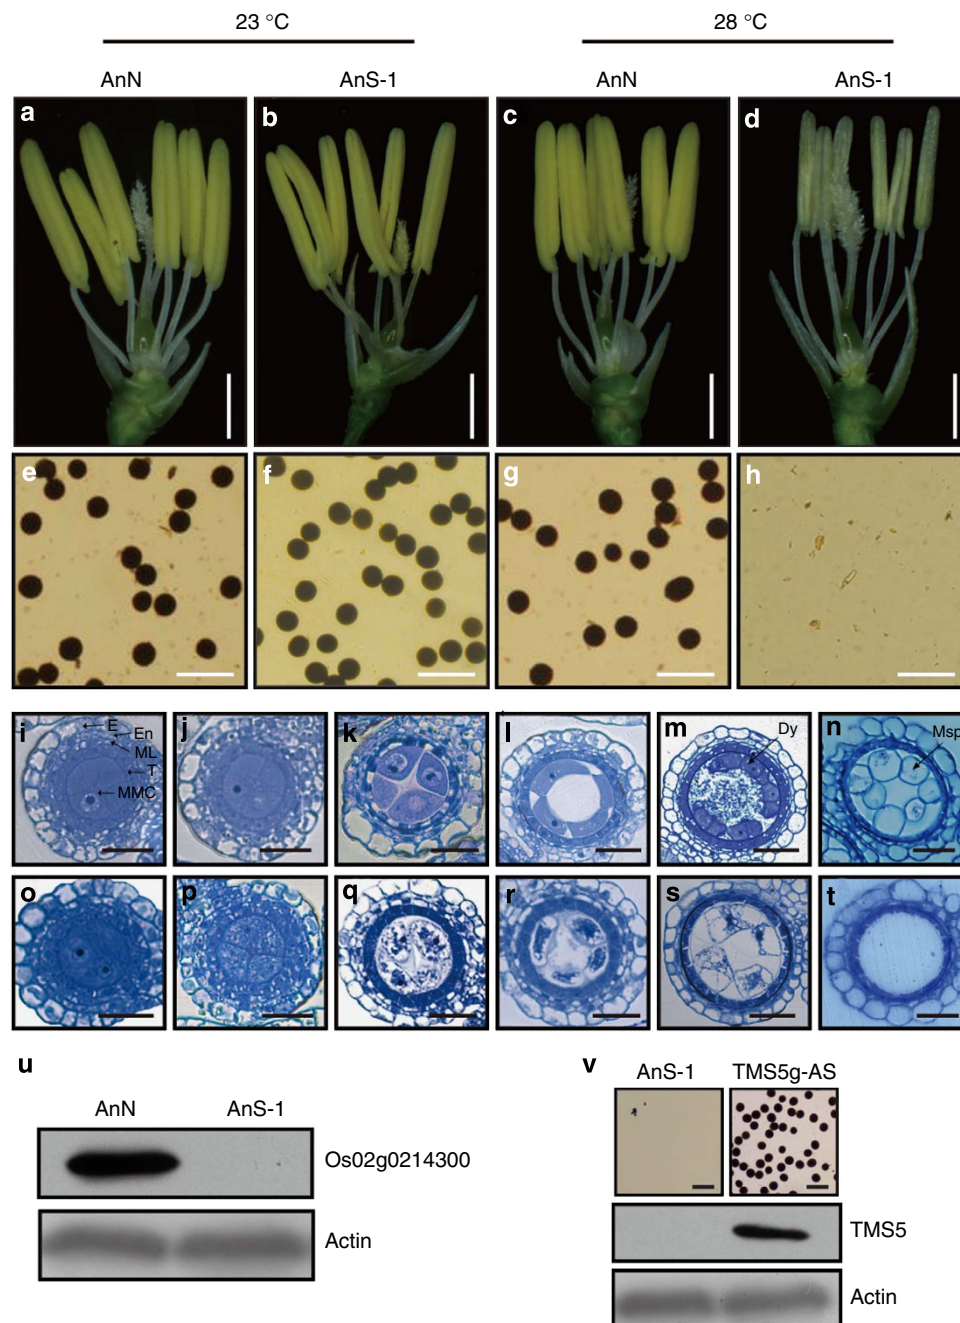 23 °C 28 °C
AnN AnS-1 AnN AnS-1
a b c d
e f g h
i j k l m n
E
En
ML
T
MMC
Dy
Msp
o p q r s t
u v
AnN AnS-1
Os02g0214300
Actin
AnS-1 TMS5g-AS
TMS5
Actin